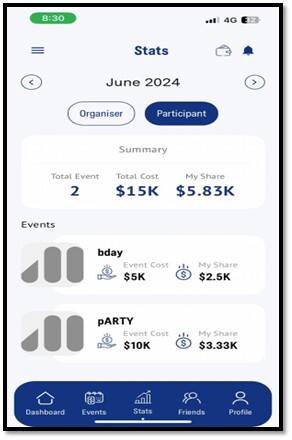 8:30 4G
Stats
June 2024
Organiser Participant
Summary
Total Event Total Cost My Share
2 $15K $5.83K
Events
bday
Event Cost My Share
$5K $2.5K
pARTY
Event Cost My Share
$10K $3.33K
Dashboard Events Stats Friends Profile